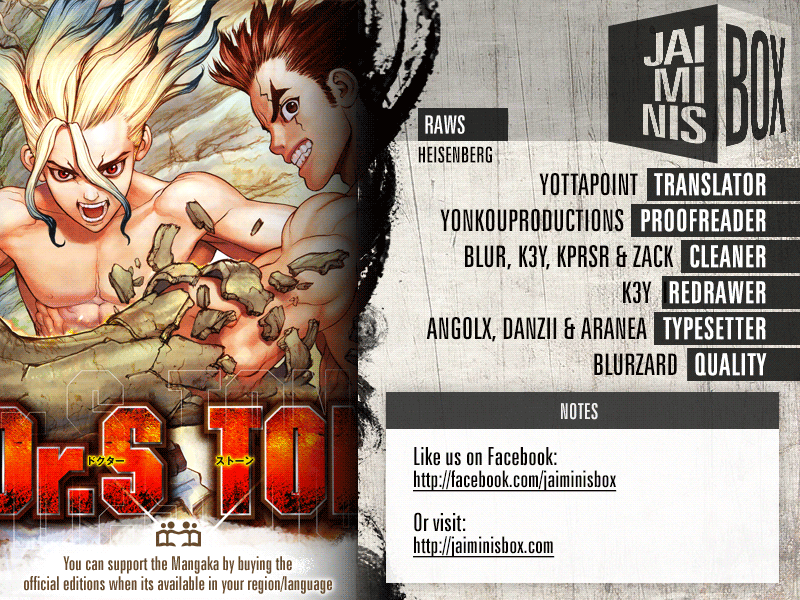 JAI
MI
NIS
BOX
RAWS
HEISENBERG
YOTTAPOINT TRANSLATOR
YONKOUPRODUCTIONS PROOFREADER
BLUR, K3Y, KPRSR & ZACK CLEANER
K3Y REDRAWER
ANGOLX, DANZII & ARANEA TYPESETTER
BLURZARD QUALITY
NOTES
Like us on Facebook:
http://facebook.com/jaiminisbox
Or visit:
http://jaiminisbox.com
Dr.STO
ドクター ストーン
You can support the Mangaka by buying the
official editions when its available in your region/language